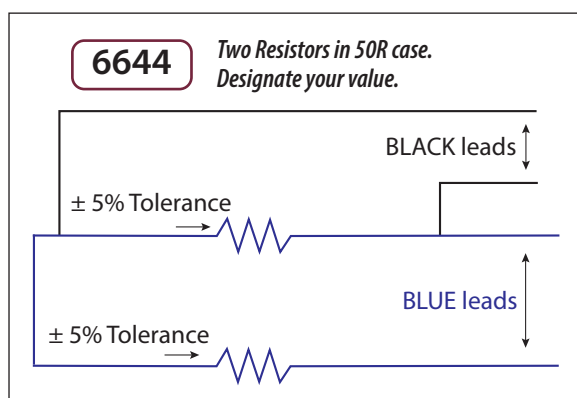 6644
Two Resistors in 50R case.
Designate your value.
BLACK leads
± 5% Tolerance
BLUE leads
± 5% Tolerance